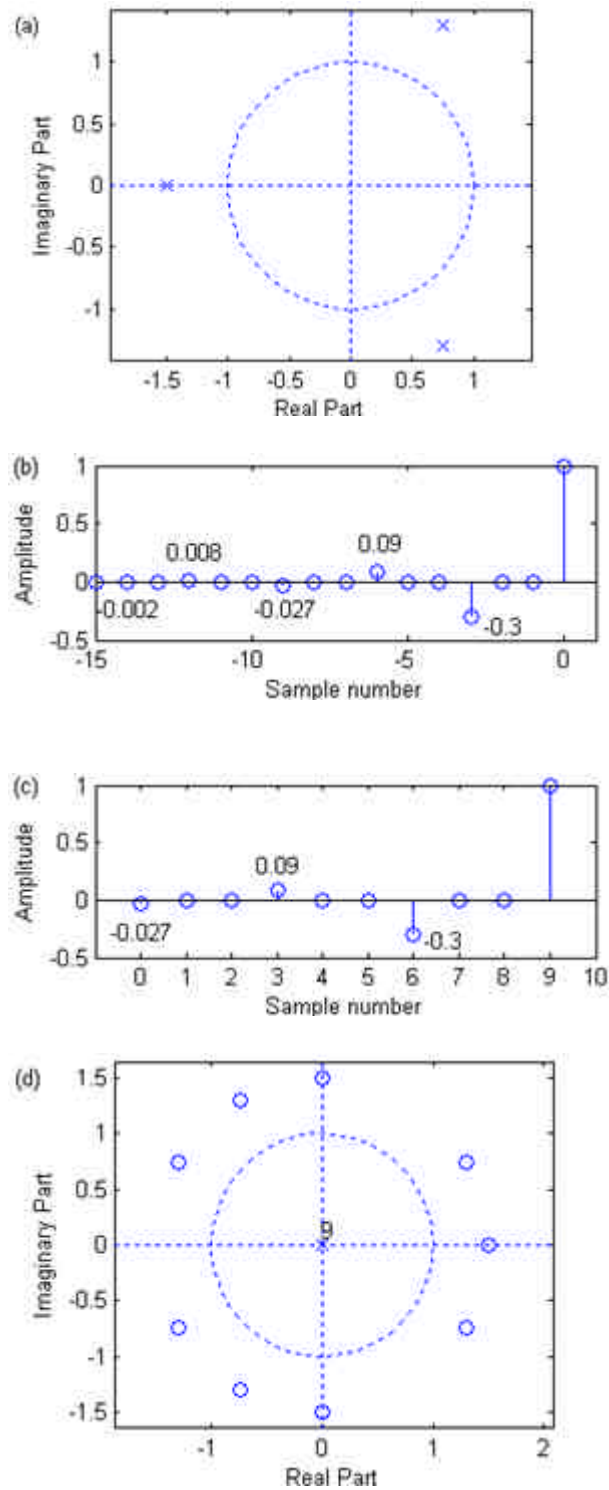 (a)
1
0.5
0
-0.5
-1
Imaginary Part
-1.5 -1 -0.5 0 0.5 1
Real Part
(b)
1
0.5
0
-0.5
Amplitude
0.008
0.09
-0.002
-0.027
-0.3
-15 -10 -5 0
Sample number
(c)
1
0.5
0
-0.5
Amplitude
0.09
-0.027
-0.3
0 1 2 3 4 5 6 7 8 9 10
Sample number
(d)
1.5
1
0.5
0
-0.5
-1
-1.5
Imaginary Part
9
-1 0 1 2
Real Part